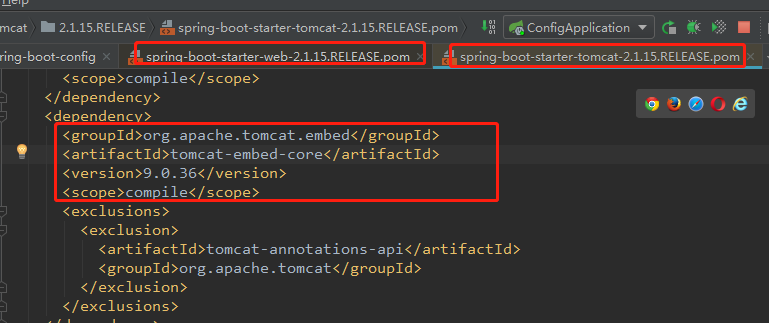 Help
mcat 2.1.15.RELEASE spring-boot-starter-tomcat-2.1.15.RELEASE.pom ConfigApplication
ring-boot-config spring-boot-starter-web-2.1.15.RELEASE.pom spring-boot-starter-tomcat-2.1.15.RELEASE.pom
<scope>compile</scope>
</dependency>
<dependency>
<groupId>org.apache.tomcat.embed</groupId>
<artifactId>tomcat-embed-core</artifactId>
<version>9.0.36</version>
<scope>compile</scope>
<exclusions>
<exclusion>
<artifactId>tomcat-annotations-api</artifactId>
<groupId>org.apache.tomcat</groupId>
</exclusion>
</exclusions>
</dependency>